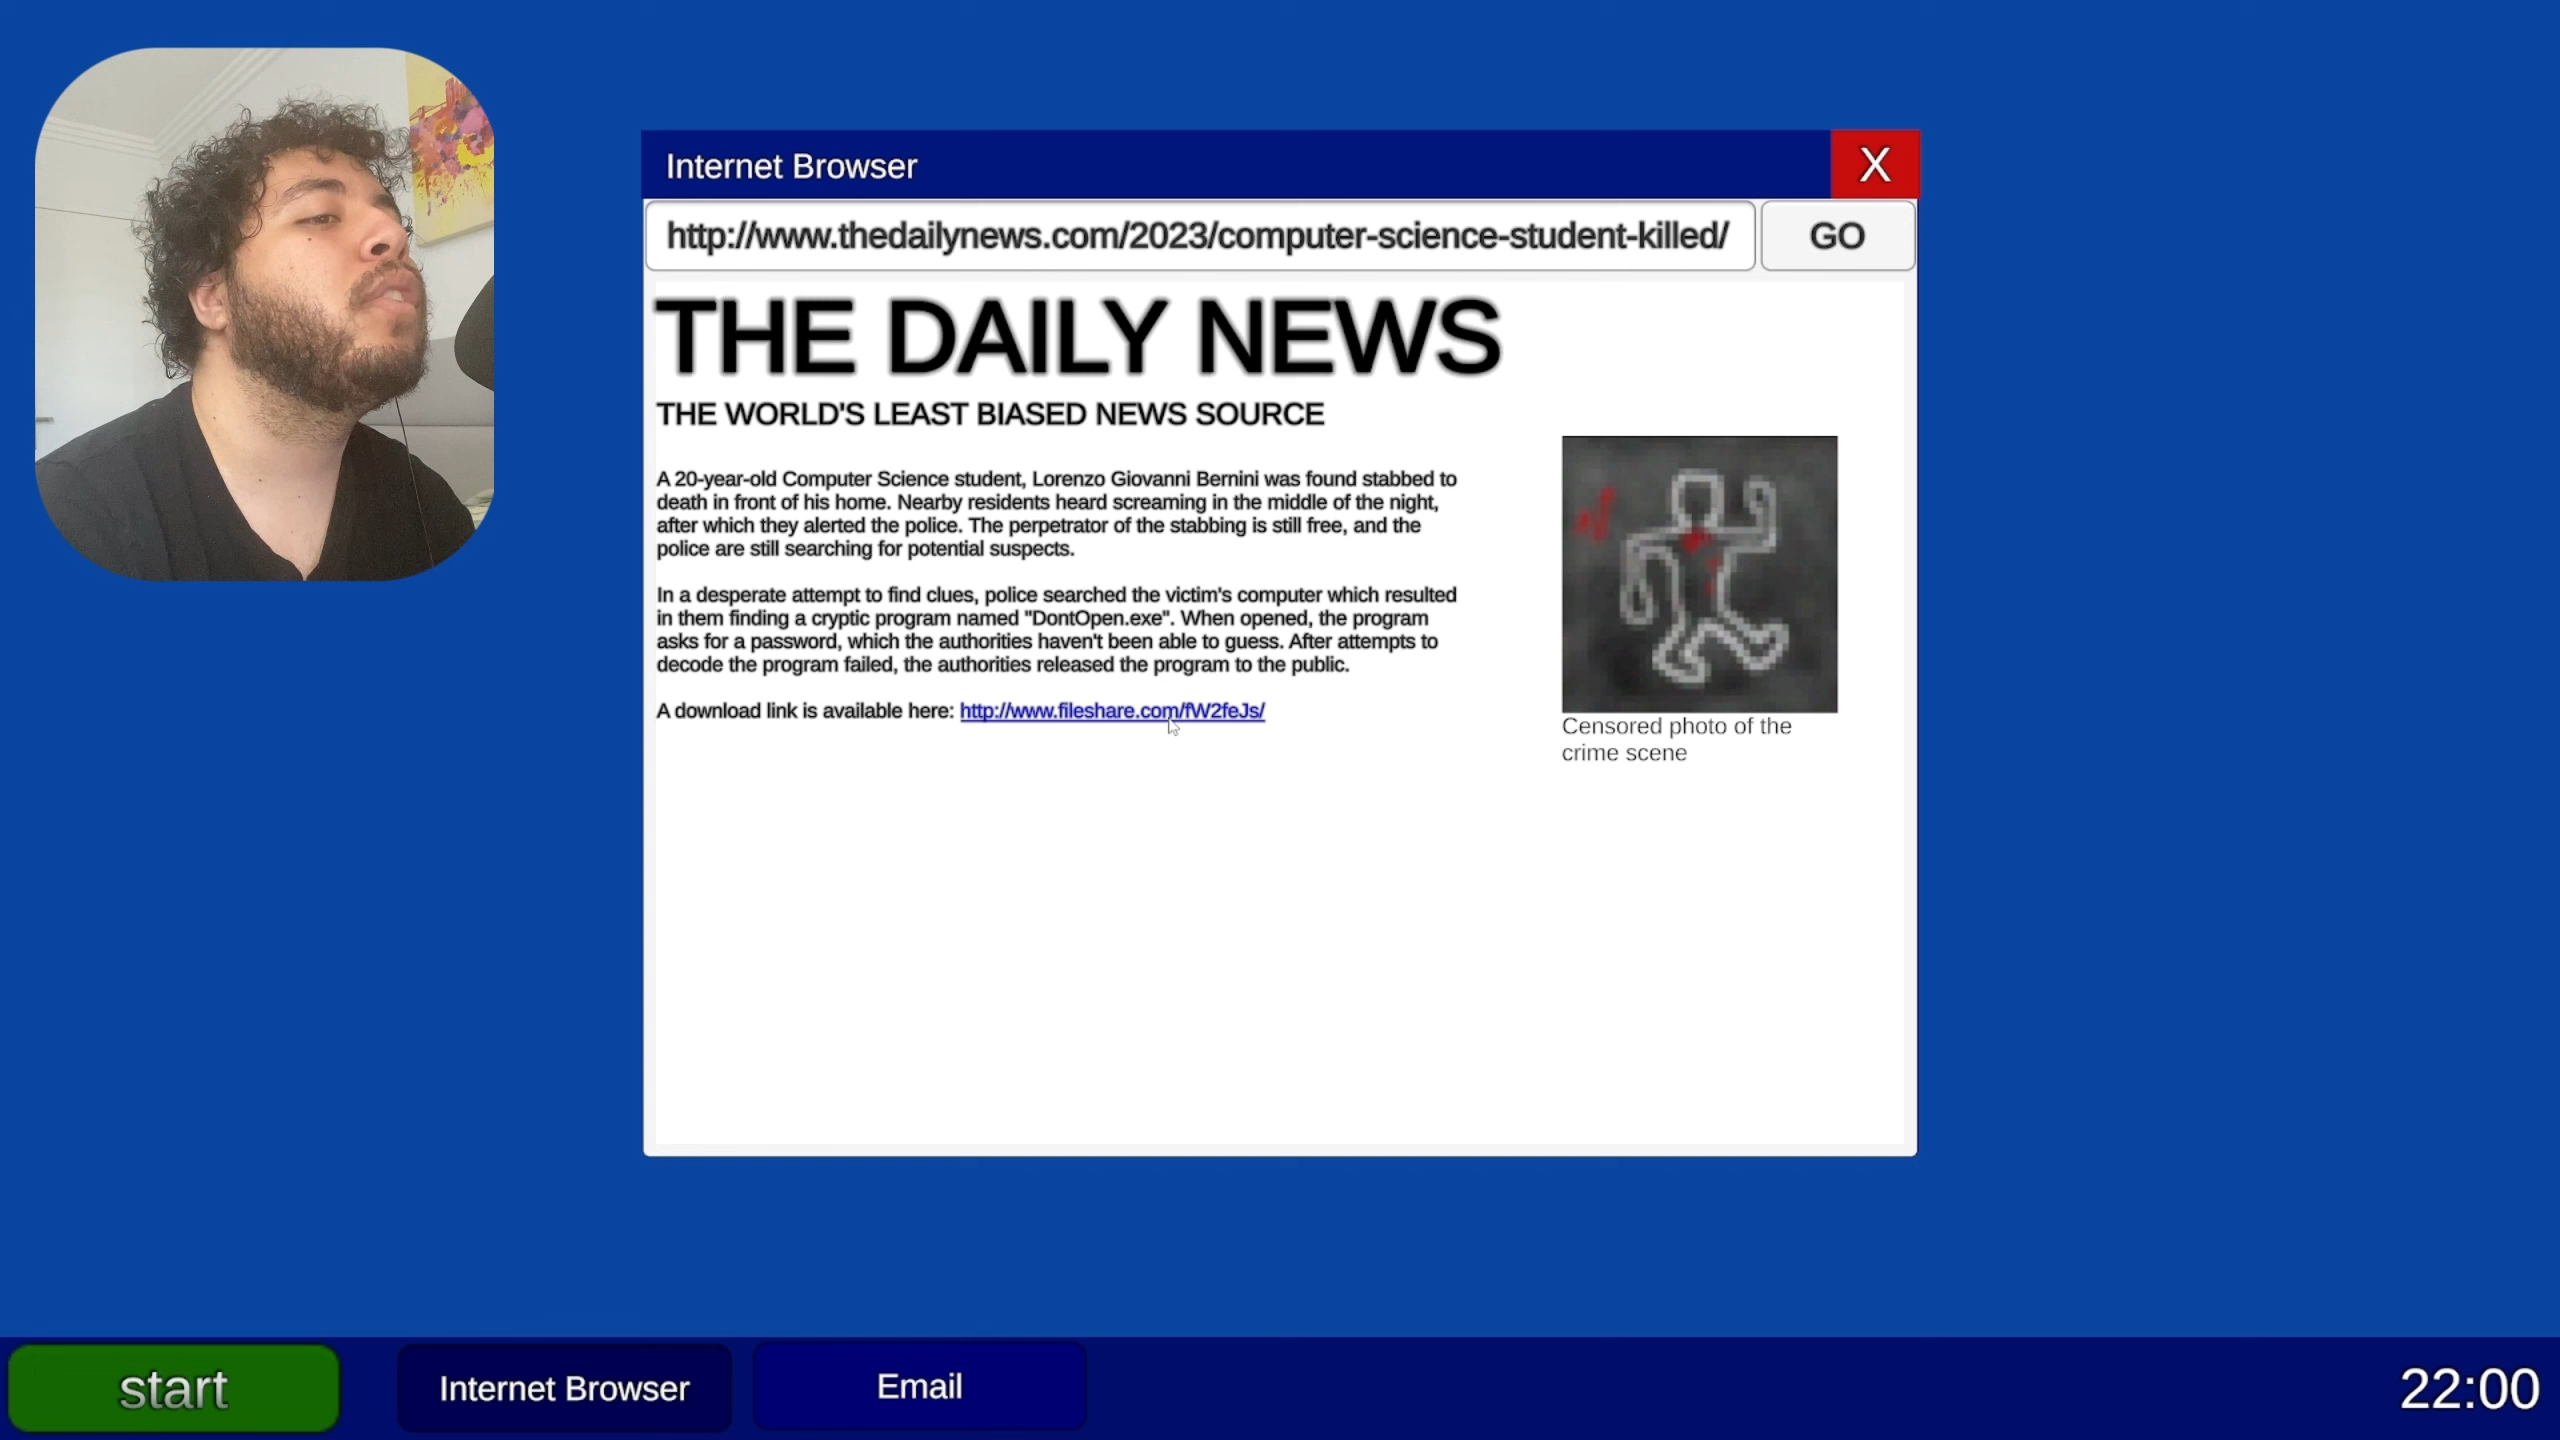 Internet Browser
X
http://www.thedailynews.com/2023/computer-science-student-killed/
GO
THE DAILY NEWS
THE WORLD'S LEAST BIASED NEWS SOURCE
A 20-year-old Computer Science student, Lorenzo Giovanni Bernini was found stabbed to
death in front of his home. Nearby residents heard screaming in the middle of the night,
after which they alerted the police. The perpetrator of the stabbing is still free, and the
police are still searching for potential suspects.
In a desperate attempt to find clues, police searched the victim's computer which resulted
in them finding a cryptic program named "DontOpen.exe". When opened, the program
asks for a password, which the authorities haven't been able to guess. After attempts to
decode the program failed, the authorities released the program to the public.
A download link is available here: http://www.fileshare.com/fW2feJs/
Censored photo of the
crime scene
start
Internet Browser
Email
22:00